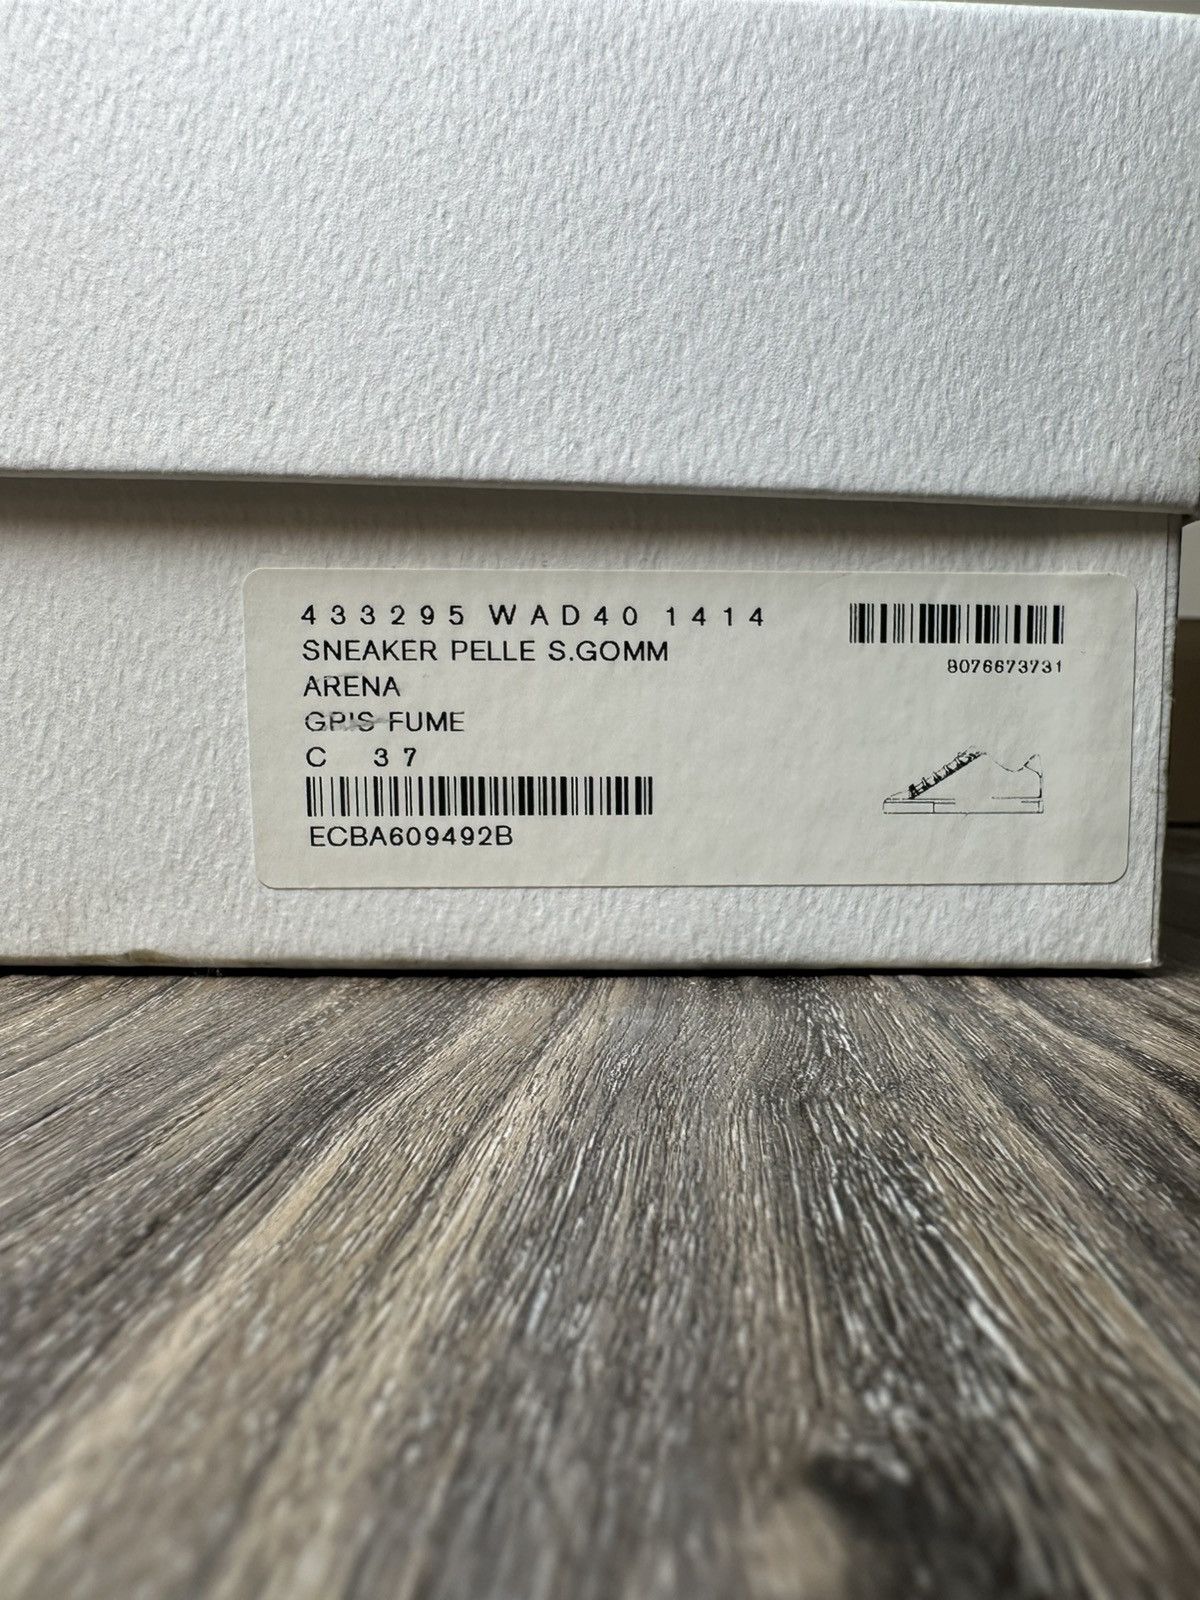 433295 WAD40 1414
SNEAKER PELLE S.GOMM
8076673731
ARENA
GRIS FUME
C 37
ECBA609492B